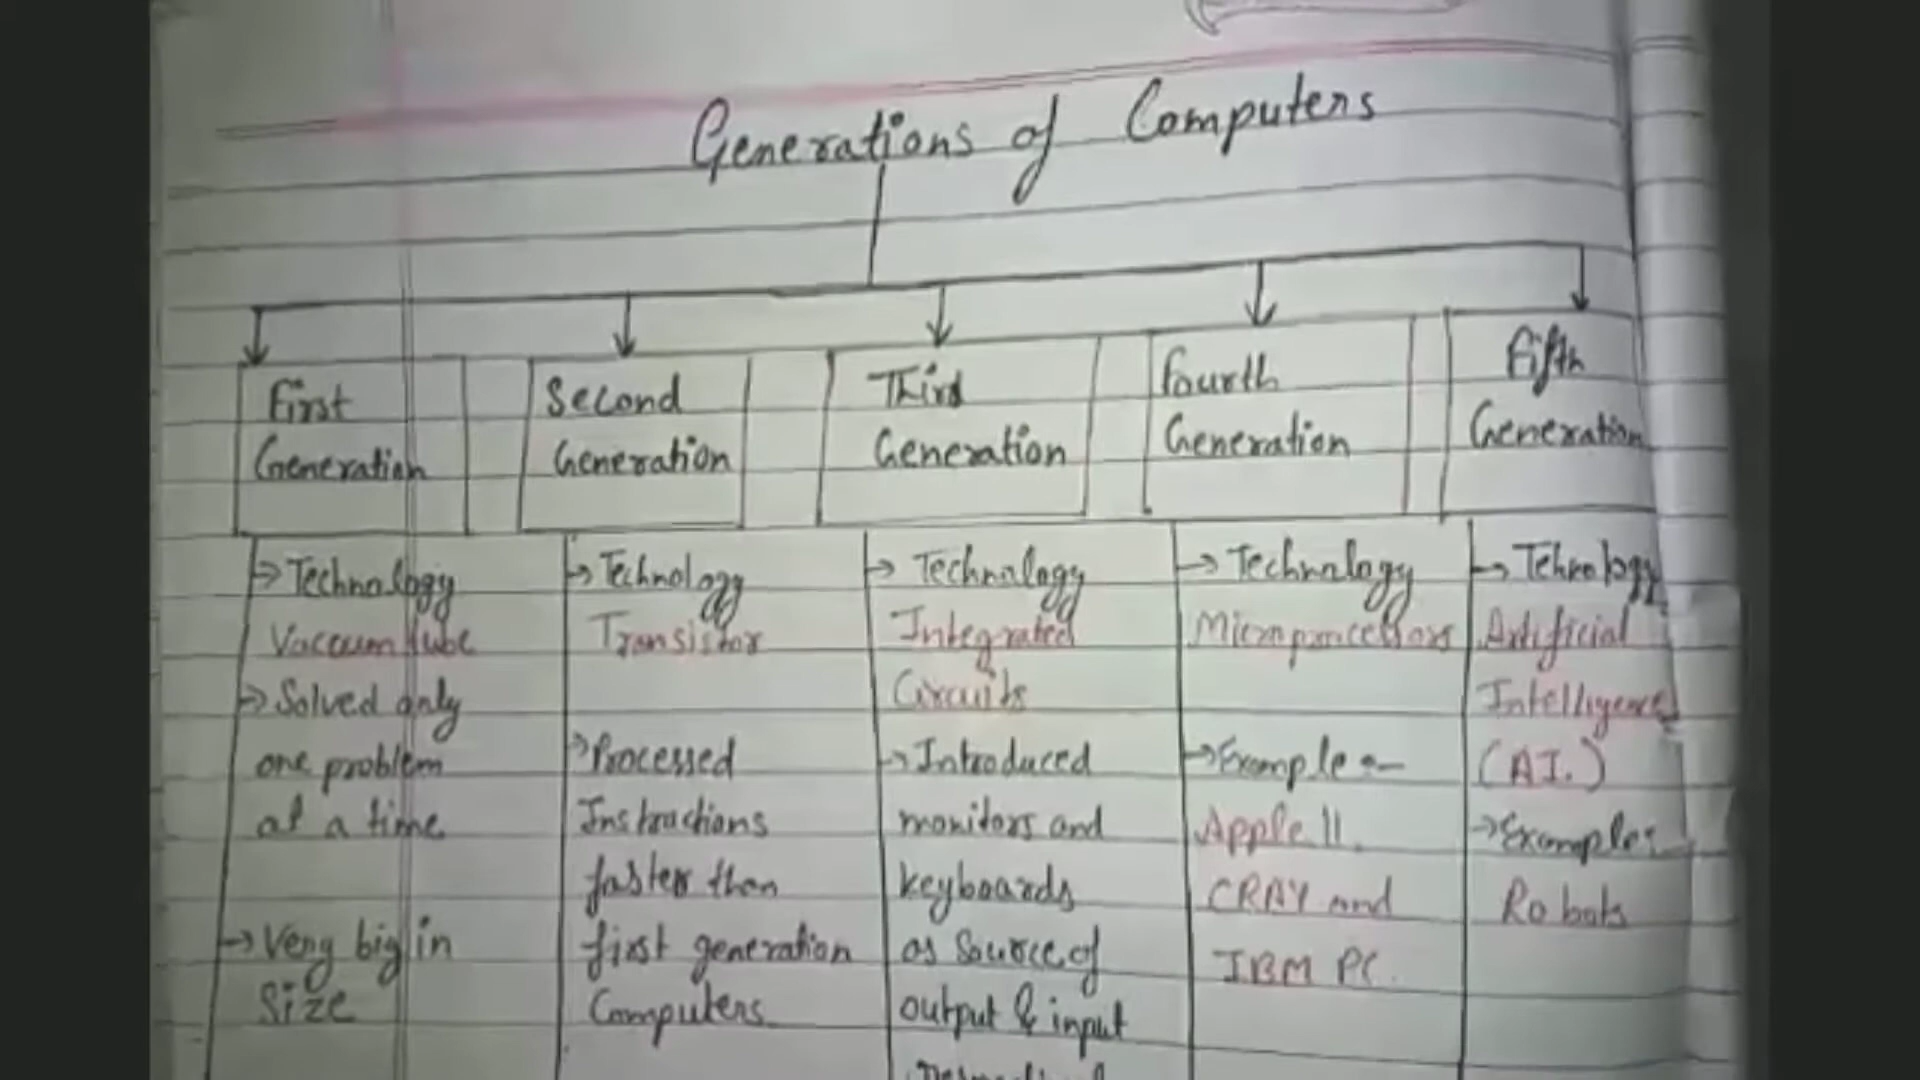 Generations of Computers
First
Generation
Second
Generation
Third
Generation
Fourth
Generation
Fifth
Generation
→ Technology
Vaccum tube
→ Solved only
one problem
at a time
→ Very big in
Size
→ Technology
Transistor
→ Processed
Instructions
faster than
first generation
Computers
→ Technology
Integrated
Circuits
→ Introduced
monitors and
keyboards
as source of
output & input
→ Technology
Microprocessors
→ Example :-
Apple II,
CRAY and
IBM PC.
→ Tehnology
Artificial
Intelligence
(A.I.)
→ Example:-
Robots